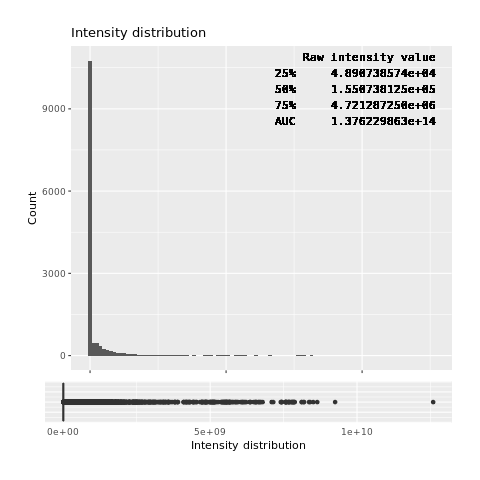 Intensity distribution
Raw intensity value
25% 4.890738574e+04
50% 1.550738125e+05
75% 4.721287250e+06
AUC 1.376229863e+14
9000
6000
3000
0
Count
0e+00 5e+09 1e+10
Intensity distribution